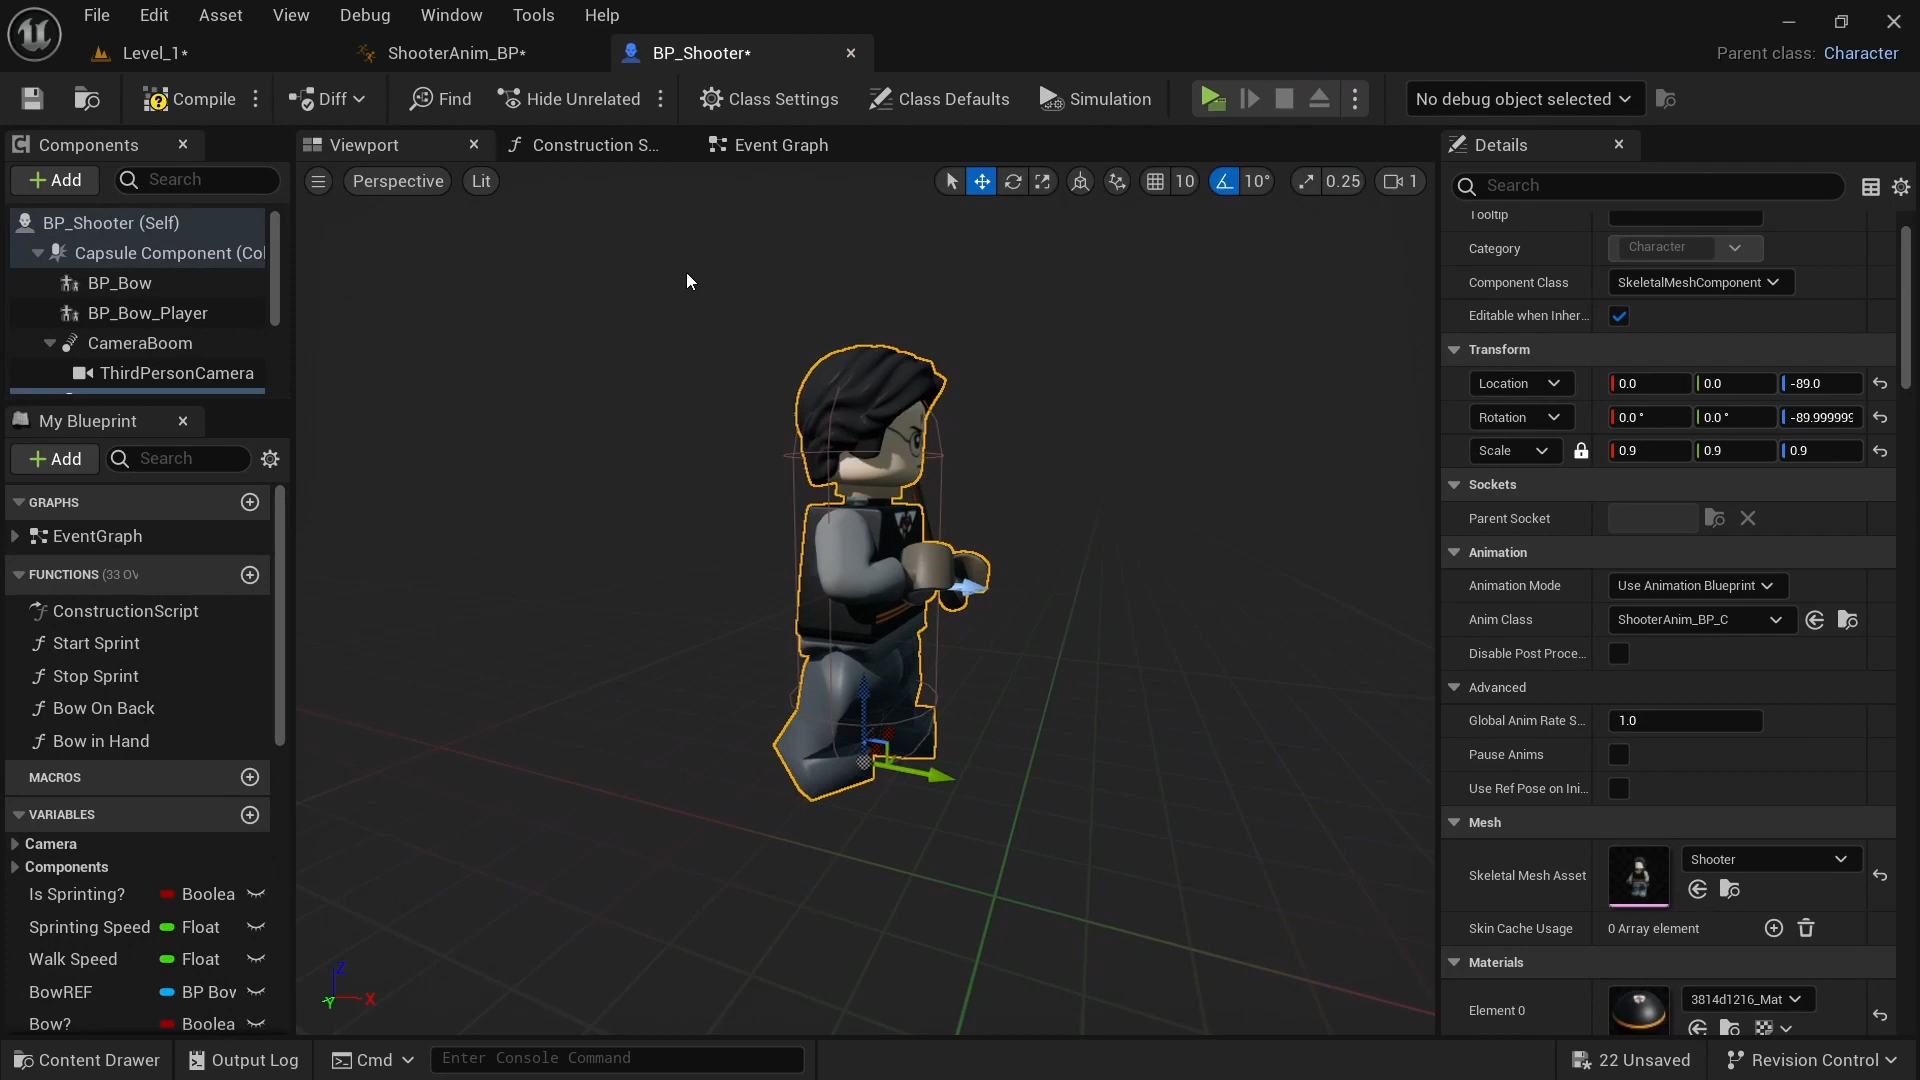 File Edit Asset View Debug Window Tools Help
Level_1* ShooterAnim_BP* BP_Shooter* Parent class: Character
Compile Diff Find Hide Unrelated Class Settings Class Defaults Simulation No debug object selected
Components
Add Search
BP_Shooter (Self)
Capsule Component (Col
BP_Bow
BP_Bow_Player
CameraBoom
ThirdPersonCamera
My Blueprint
Add Search
GRAPHS
EventGraph
FUNCTIONS (33 OV
ConstructionScript
Start Sprint
Stop Sprint
Bow On Back
Bow in Hand
MACROS
VARIABLES
Camera
Components
Is Sprinting? Boolea
Sprinting Speed Float
Walk Speed Float
BowREF BP Bow
Bow? Boolea
Viewport Construction S... Event Graph
Perspective Lit 10 10° 0.25 1
Z
Y X
Details
Search
Tooltip
Category Character
Component Class SkeletalMeshComponent
Editable when Inher...
Transform
Location 0.0 0.0 -89.0
Rotation 0.0 ° 0.0 ° -89.999999
Scale 0.9 0.9 0.9
Sockets
Parent Socket
Animation
Animation Mode Use Animation Blueprint
Anim Class ShooterAnim_BP_C
Disable Post Proce...
Advanced
Global Anim Rate S... 1.0
Pause Anims
Use Ref Pose on Ini...
Mesh
Skeletal Mesh Asset Shooter
Skin Cache Usage 0 Array element
Materials
Element 0 3814d1216_Mat
Content Drawer Output Log Cmd Enter Console Command 22 Unsaved Revision Control